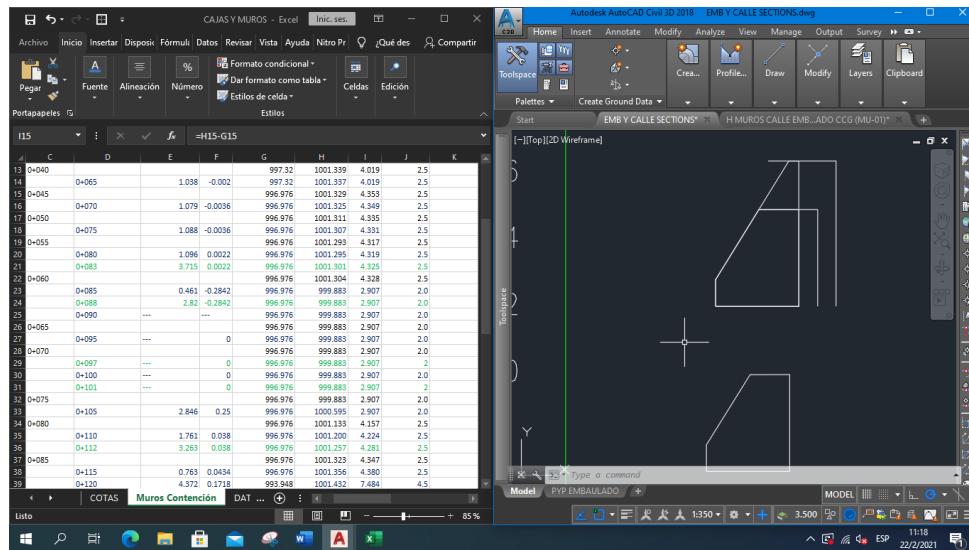 CAJAS Y MUROS - Excel
Inic. ses.
Archivo Inicio Insertar Disposic Fórmula Datos Revisar Vista Ayuda Nitro Pr ¿Qué des Compartir
Pegar
Fuente
Alineación
Número
Formato condicional
Dar formato como tabla
Estilos de celda
Celdas
Edición
Portapapeles
Estilos
I15
fx
=H15-G15
C D E F G H I J K
13 0+040 997.32 1001.339 4.019 2.5
14 0+065 1.038 -0.002 997.32 1001.337 4.019 2.5
15 0+045 996.976 1001.329 4.353 2.5
16 0+070 1.079 -0.0036 996.976 1001.325 4.349 2.5
17 0+050 996.976 1001.311 4.335 2.5
18 0+075 1.088 -0.0036 996.976 1001.307 4.331 2.5
19 0+055 996.976 1001.293 4.317 2.5
20 0+080 1.096 0.0022 996.976 1001.295 4.319 2.5
21 0+083 3.715 0.0022 996.976 1001.301 4.325 2.5
22 0+060 996.976 1001.304 4.328 2.5
23 0+085 0.461 -0.2842 996.976 999.883 2.907 2.0
24 0+088 2.82 -0.2842 996.976 999.883 2.907 2.0
25 0+090 --- --- 996.976 999.883 2.907 2.0
26 0+065 996.976 999.883 2.907 2.0
27 0+095 --- 0 996.976 999.883 2.907 2.0
28 0+070 996.976 999.883 2.907 2.0
29 0+097 --- 0 996.976 999.883 2.907 2
30 0+100 --- 0 996.976 999.883 2.907 2.0
31 0+101 --- 0 996.976 999.883 2.907 2
32 0+075 996.948 999.883 2.907 2.0
33 0+105 2.846 0.25 996.976 1000.595 2.907 2.0
34 0+080 996.976 1001.133 4.157 2.5
35 0+110 1.761 0.038 996.976 1001.200 4.224 2.5
36 0+112 3.263 0.038 996.976 1001.257 4.281 2.5
37 0+085 996.976 1001.323 4.347 2.5
38 0+115 0.763 0.0434 996.976 1001.356 4.380 2.5
39 0+120 4.372 0.1718 993.948 1001.432 7.484 4.5
COTAS Muros Contención DAT ...
Listo
85 %
Autodesk AutoCAD Civil 3D 2018 EMB Y CALLE SECTIONS.dwg
C3D
Home Insert Annotate Modify Analyze View Manage Output Survey
Toolspace
Crea...
Profile...
Draw
Modify
Layers
Clipboard
Palettes
Create Ground Data
Start
EMB Y CALLE SECTIONS*
H MUROS CALLE EMB...ADO CCG (MU-01)*
[-][Top][2D Wireframe]
Toolspace
Y
X
Type a command
Model PYP EMBAULADO
MODEL
1:350
3.500
ESP
11:18
22/2/2021